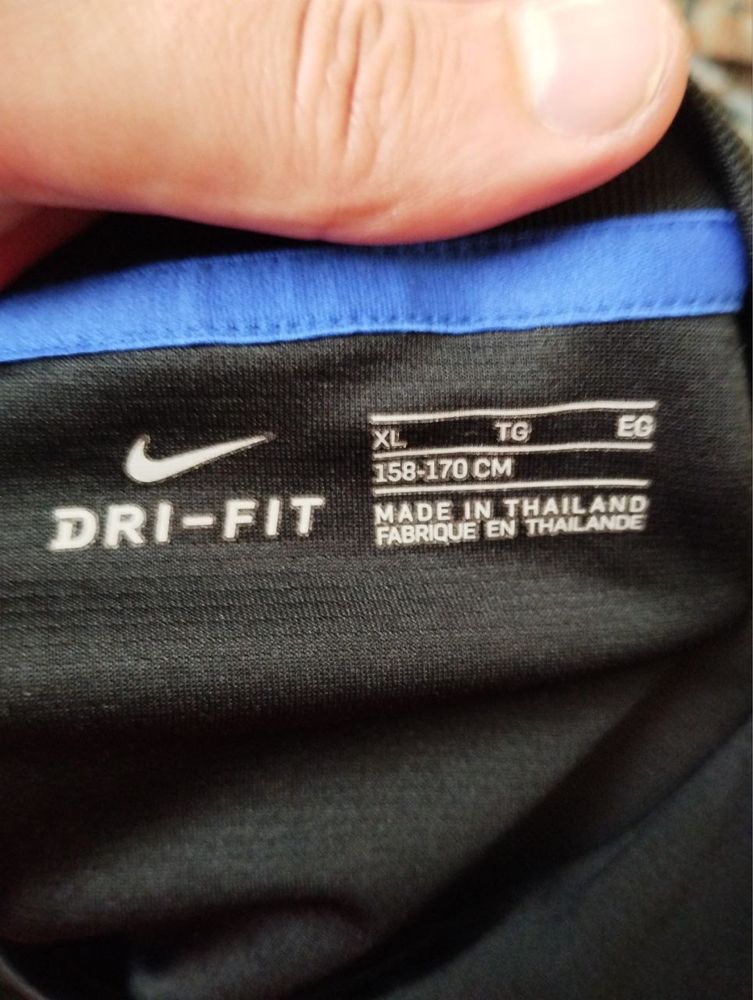 DRI-FIT
XL TG EG
158-170 CM
MADE IN THAILAND
FABRIQUE EN THAILANDE